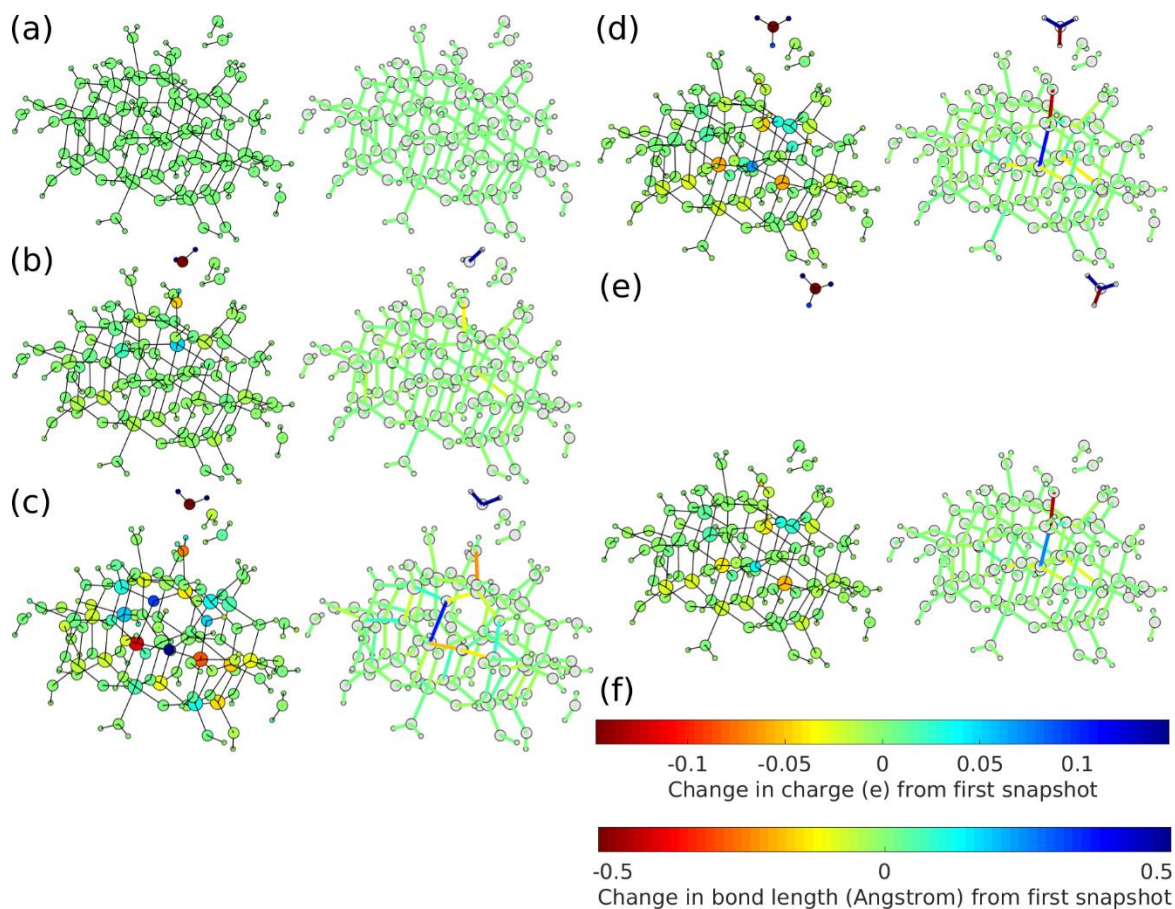 (a)
(b)
(c)
(d)
(e)
(f)
-0.1 -0.05 0 0.05 0.1
Change in charge (e) from first snapshot
-0.5 0 0.5
Change in bond length (Angstrom) from first snapshot